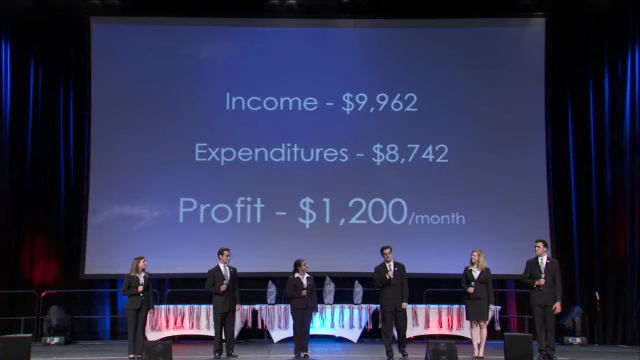 Income - $9,962
Expenditures - $8,742
Profit - $1,200/month